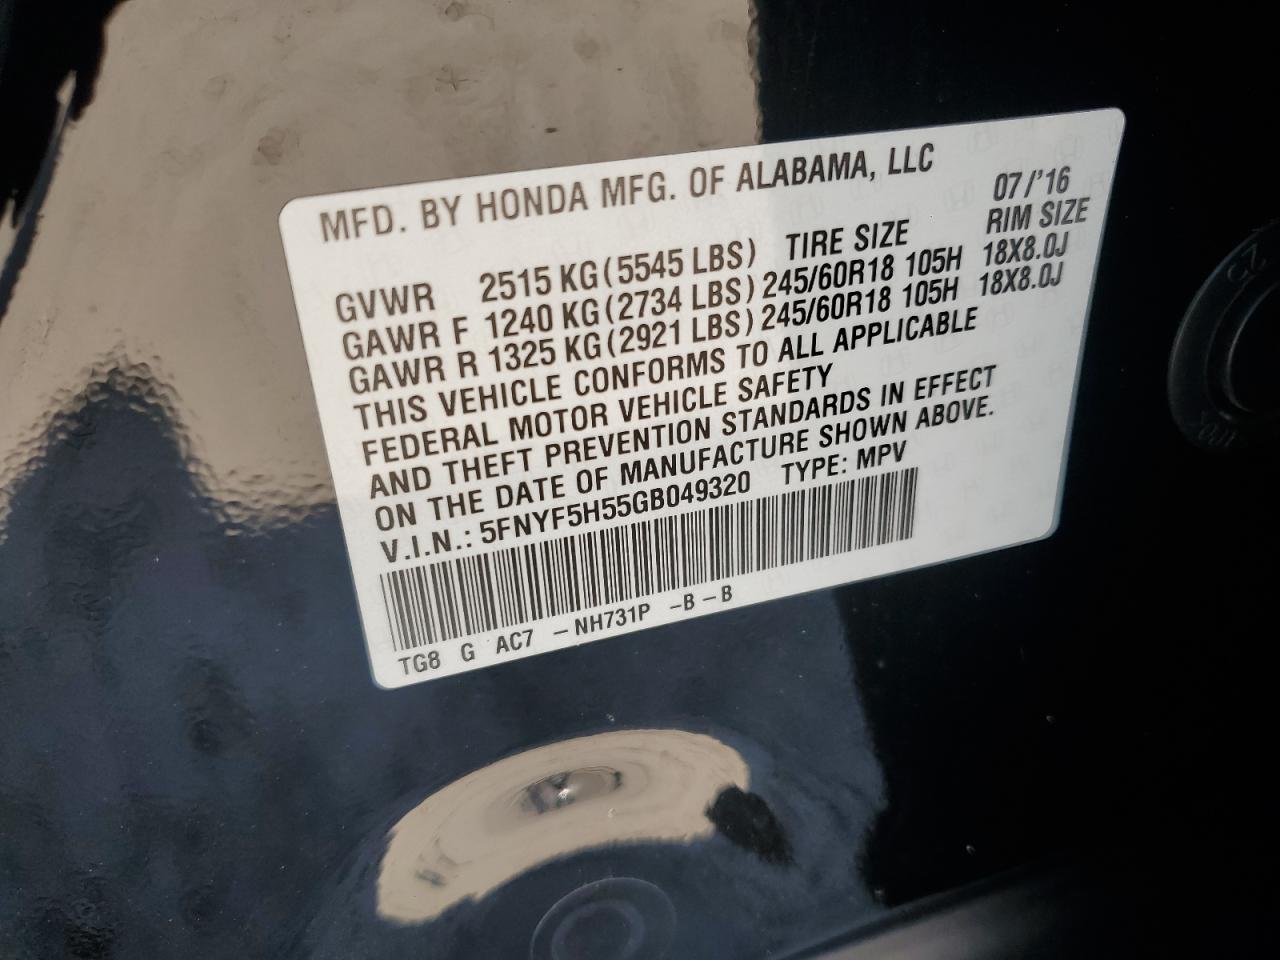 MFD. BY HONDA MFG. OF ALABAMA, LLC
07/'16
TIRE SIZE RIM SIZE
GVWR 2515 KG(5545 LBS)
GAWR F 1240 KG(2734 LBS) 245/60R18 105H 18X8.0J
GAWR R 1325 KG(2921 LBS) 245/60R18 105H 18X8.0J
THIS VEHICLE CONFORMS TO ALL APPLICABLE
FEDERAL MOTOR VEHICLE SAFETY
AND THEFT PREVENTION STANDARDS IN EFFECT
ON THE DATE OF MANUFACTURE SHOWN ABOVE.
V.I.N.: 5FNYF5H55GB049320 TYPE: MPV
TG8 G AC7 -NH731P -B-B